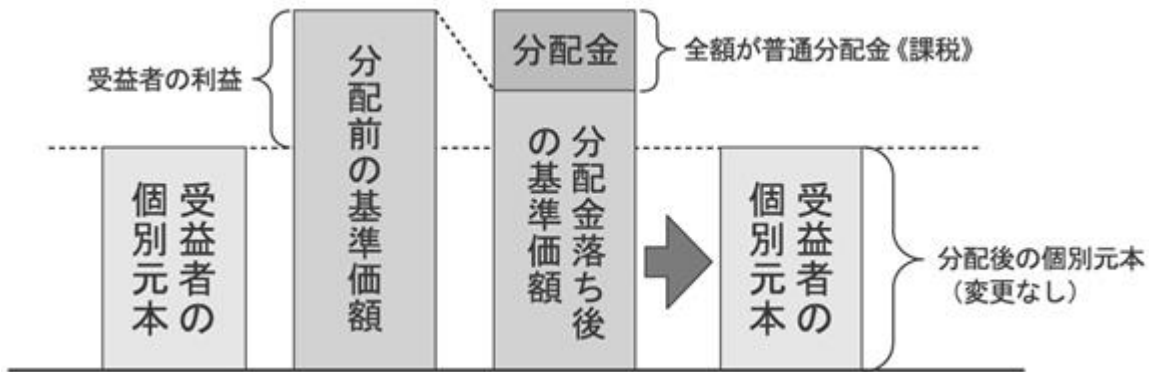 受益者の利益
受益者の
個別元本
分配前の基準価額
分配金
全額が普通分配金《課税》
分配金落ち後
の基準価額
受益者の
個別元本
分配後の個別元本
（変更なし）